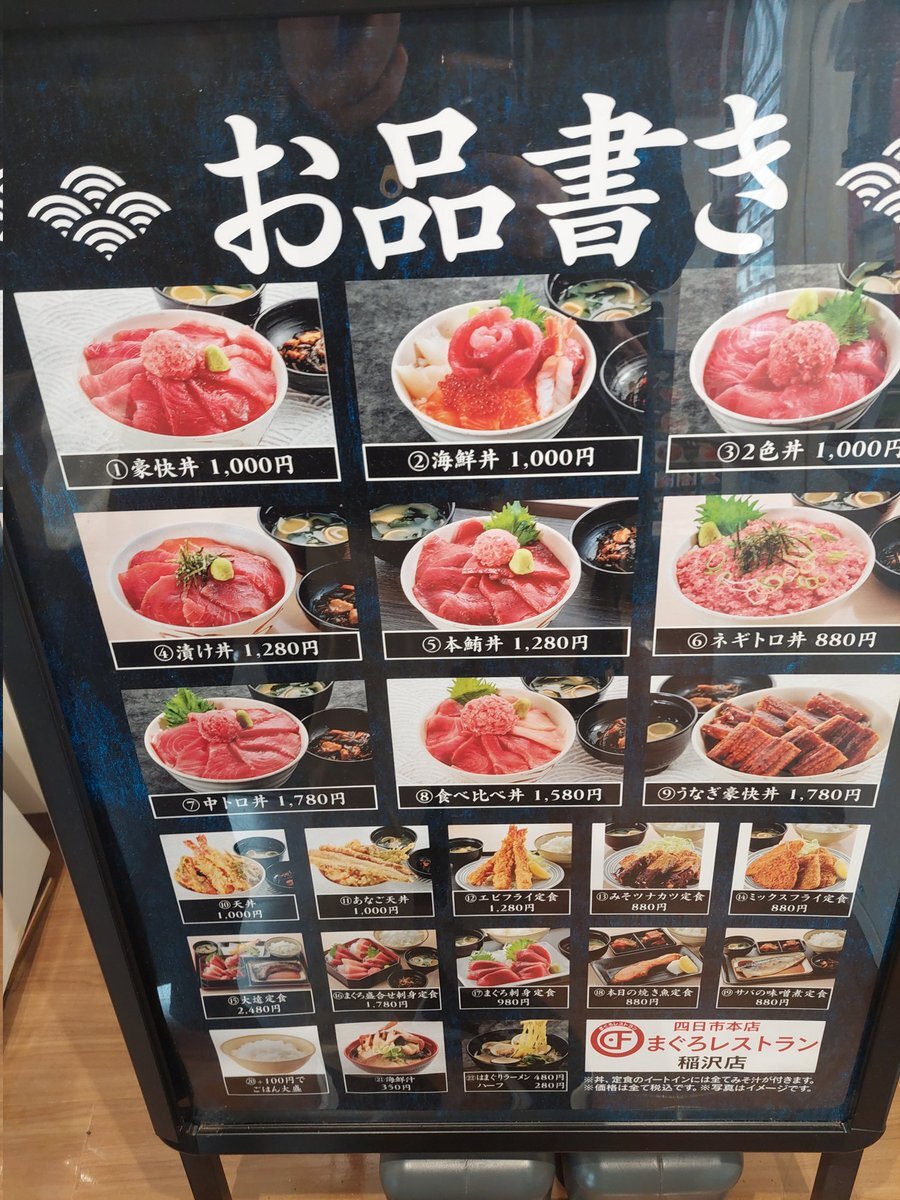 お品書き
①豪快丼 1,000円
②海鮮丼 1,000円
③2色丼 1,000円
④漬け丼 1,280円
⑤本鮪丼 1,280円
⑥ネギトロ丼 880円
⑦中トロ丼 1,780円
⑧食べ比べ丼 1,580円
⑨うなぎ豪快丼 1,780円
⑩天丼
1,000円
⑪あなご天丼
1,000円
⑫エビフライ定食
1,280円
⑬みそツナカツ定食
880円
⑭ミックスフライ定食
880円
⑮大遠定食
2,480円
⑯まぐろ盛合せ刺身定食
1,780円
⑰まぐろ刺身定食
980円
⑱本日の焼き魚定食
880円
⑲サバの味噌煮定食
880円
⑳+100円で
ごはん大盛
㉑海鮮汁
350円
㉒はまぐりラーメン 480円
ハーフ 280円
まぐろレストラン
四日市本店
まぐろレストラン
稲沢店
※丼、定食のイートインには全てみそ汁が付きます。
※価格は全て税込です。※写真はイメージです。